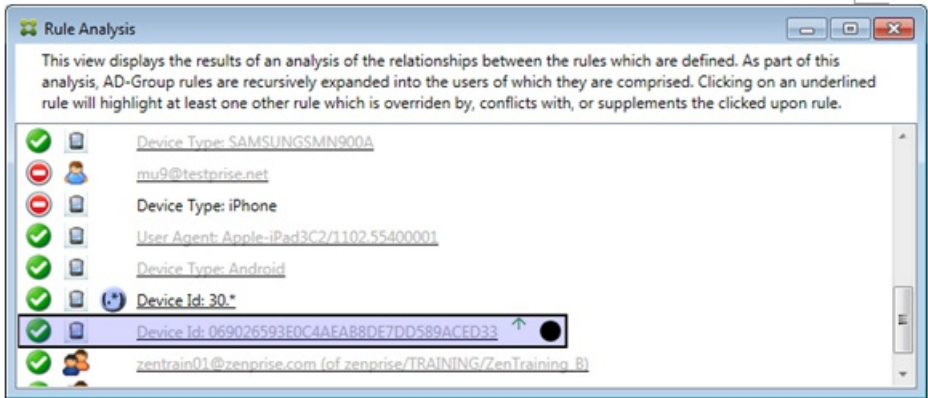 Rule Analysis
This view displays the results of an analysis of the relationships between the rules which are defined. As part of this
analysis, AD-Group rules are recursively expanded into the users of which they are comprised. Clicking on an underlined
rule will highlight at least one other rule which is overriden by, conflicts with, or supplements the clicked upon rule.
Device Type: SAMSUNGSMN900A
mu9@testprise.net
Device Type: iPhone
User Agent: Apple-iPad3C2/1102.55400001
Device Type: Android
(.*) Device Id: 30.*
Device Id: 069026593E0C4AEAB8DE7DD589ACED33
zentrain01@zenprise.com (of zenprise/TRAINING/ZenTraining_B)